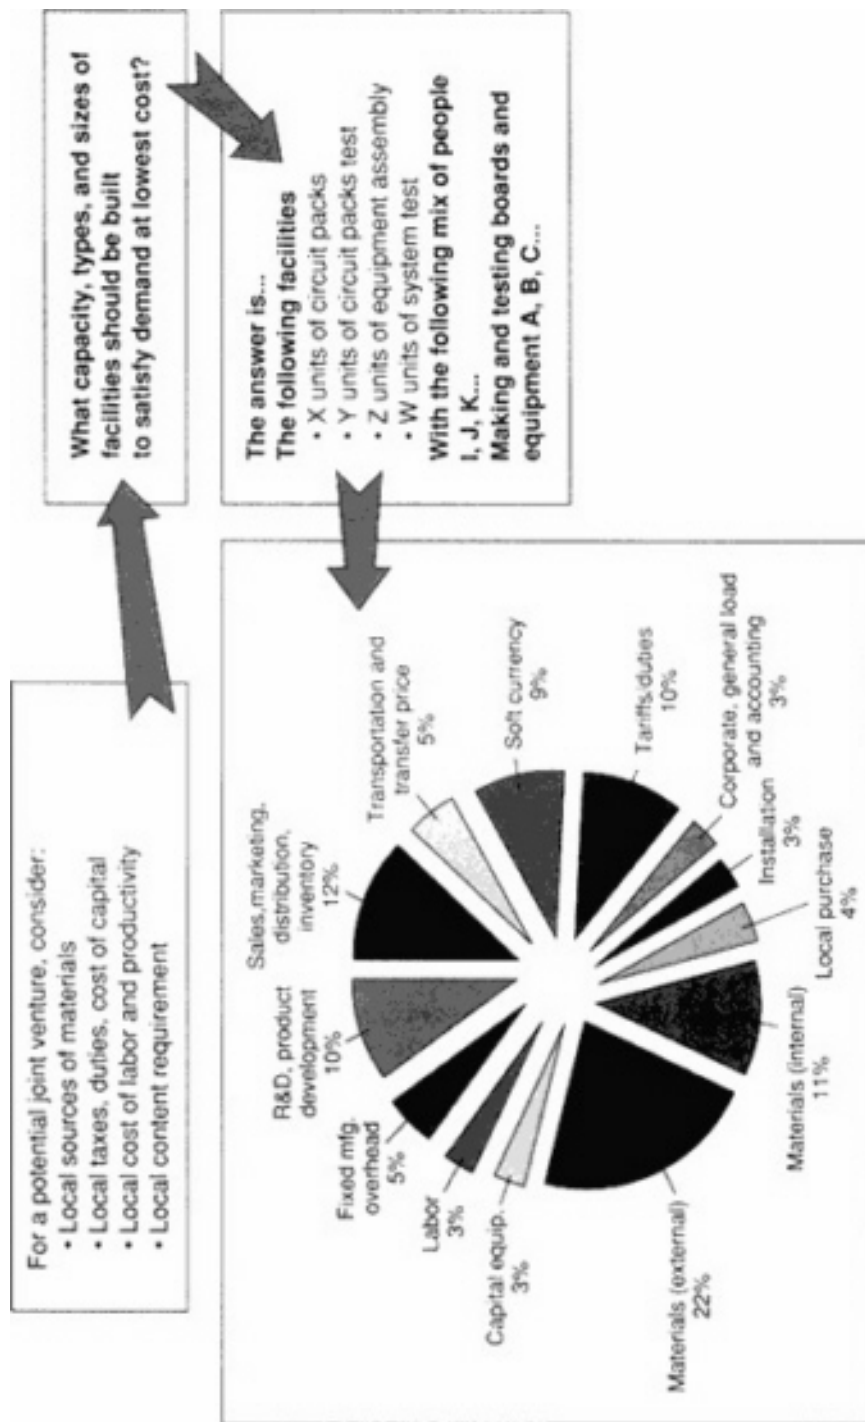 For a potential joint venture, consider:
• Local sources of materials
• Local taxes, duties, cost of capital
• Local cost of labor and productivity
• Local content requirement
What capacity, types, and sizes of
facilities should be built
to satisfy demand at lowest cost?
The answer is...
The following facilities
• X units of circuit packs
• Y units of circuit packs test
• Z units of equipment assembly
• W units of system test
With the following mix of people
I, J, K...
Making and testing boards and
equipment A, B, C...
Sales, marketing,
distribution,
inventory
12%
Transportation and
transfer price
5%
Soft currency
9%
Tariffs/duties
10%
Corporate, general load
and accounting
3%
Installation
3%
Local purchase
4%
Materials (internal)
11%
Materials (external)
22%
Capital equip.
3%
Labor
3%
Fixed mfg.
overhead
5%
R&D, product
development
10%